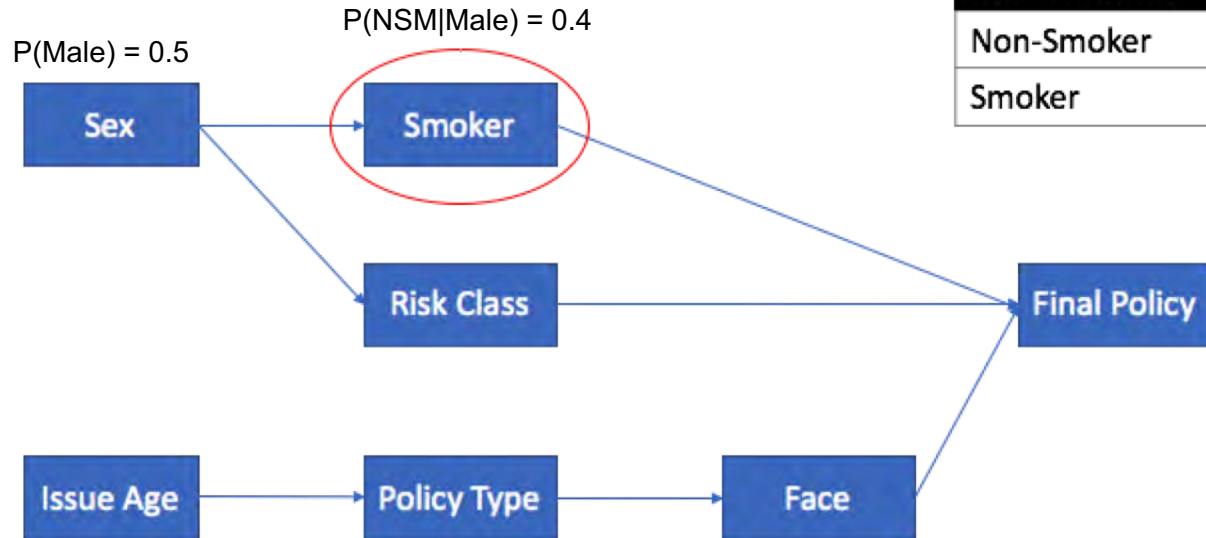 P(NSM|Male) = 0.4
P(Male) = 0.5
Non-Smoker
Smoker
Sex
Smoker
Risk Class
Final Policy
Issue Age
Policy Type
Face